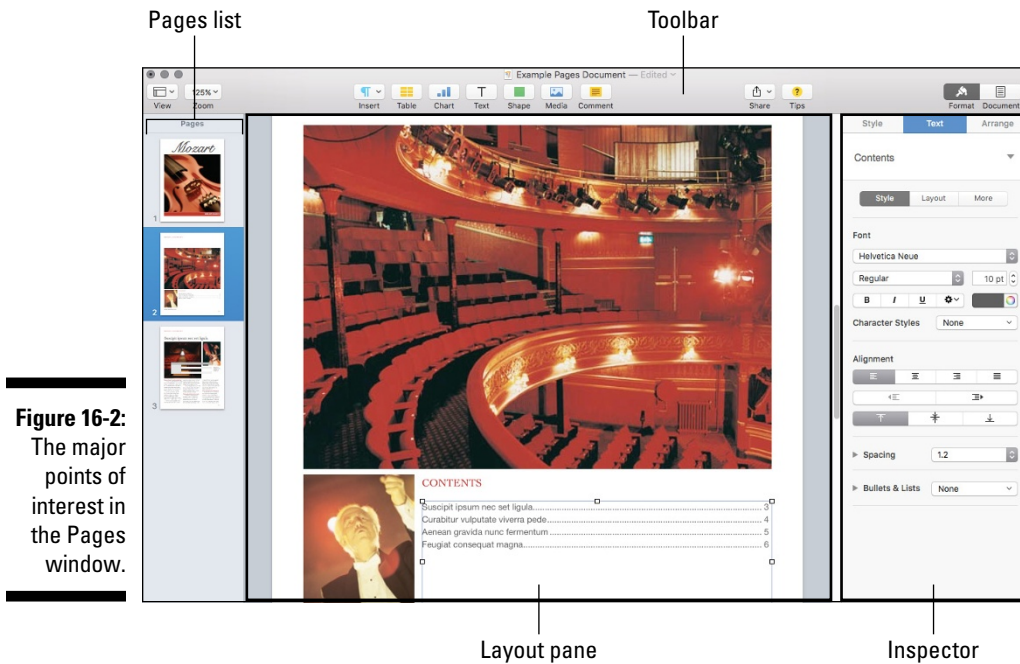 Pages list
Toolbar
Example Pages Document — Edited
125%
View
Zoom
Insert
Table
Chart
Text
Shape
Media
Comment
Share
Tips
Format
Document
Pages
Mozart
1
2
3
Style
Text
Arrange
Contents
Style
Layout
More
Font
Helvetica Neue
Regular
10 pt
B
I
U
Character Styles
None
Alignment
Spacing
1.2
Bullets & Lists
None
CONTENTS
Suscipit ipsum nec set ligula 3
Curabitur vulputate viverra pede 4
Aenean gravida nunc fermentum 5
Feugiat consequat magna 6
Figure 16-2:
The major
points of
interest in
the Pages
window.
Layout pane
Inspector